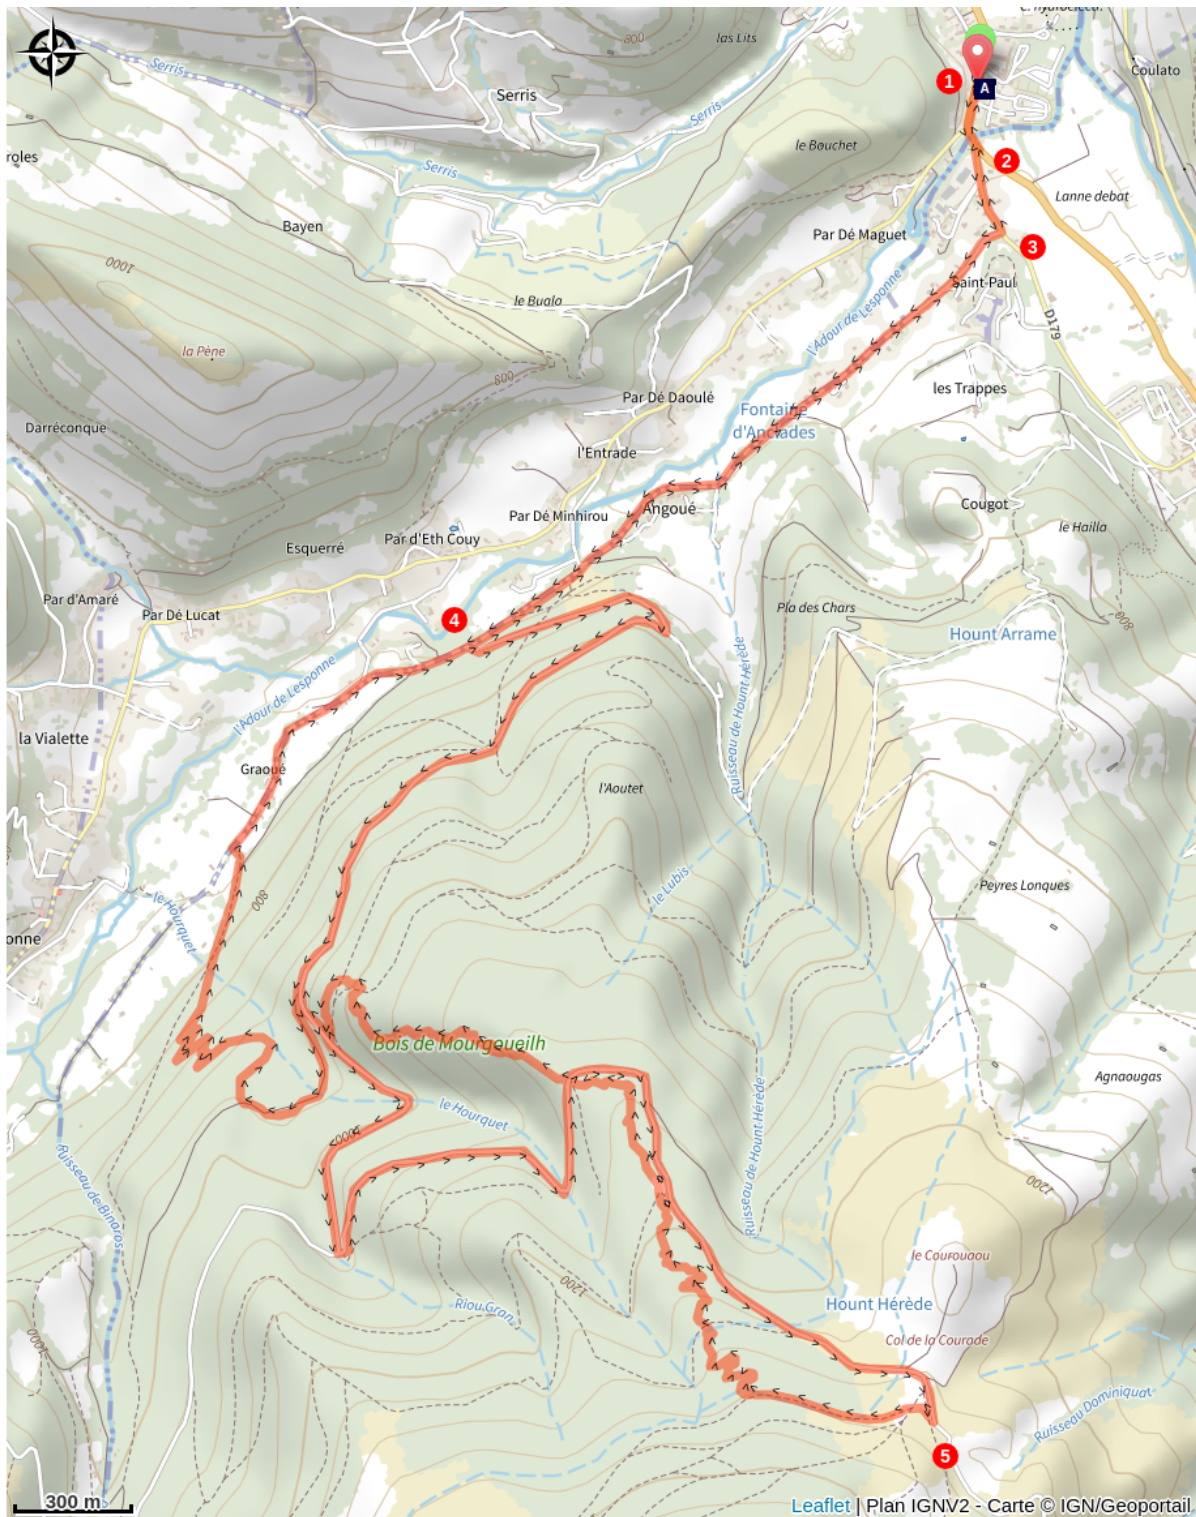 las Lits
800
Serris
Coulato
1
A
Serris
Serris
le Bouchet
roles
Serris
2
Lanne debat
Bayen
Par Dé Maguet
3
1000
Saint-Paul
le Buala
l'Adour de Lesponne
D179
la Pène
800
les Trappes
Par Dé Daoulé
Fontaine
d'Anclades
Darréconque
l'Entrade
Cougot
Angoué
Par Dé Minhirou
le Hailla
Par d'Eth Couy
Esquerré
Par d'Amaré
Par Dé Lucat
4
Pla des Chars
800
Hount Arrame
l'Adour de Lesponne
Ruisseau de Hount Hérède
la Vialette
Graoué
l'Aoutet
le Lubis
Peyres Lonques
800
le Hourquet
onne
Bois de Mourgoueilh
Agnaougas
le Hourquet
Ruisseau de Hount Hérède
1000
Ruisseau de Binaros
1200
le Courouaou
1200
Riou Gran
Hount Hérède
Col de la Courade
1000
Ruisseau Dominiquat
5
300 m
Leaflet | Plan IGNV2 - Carte © IGN/Geoportail